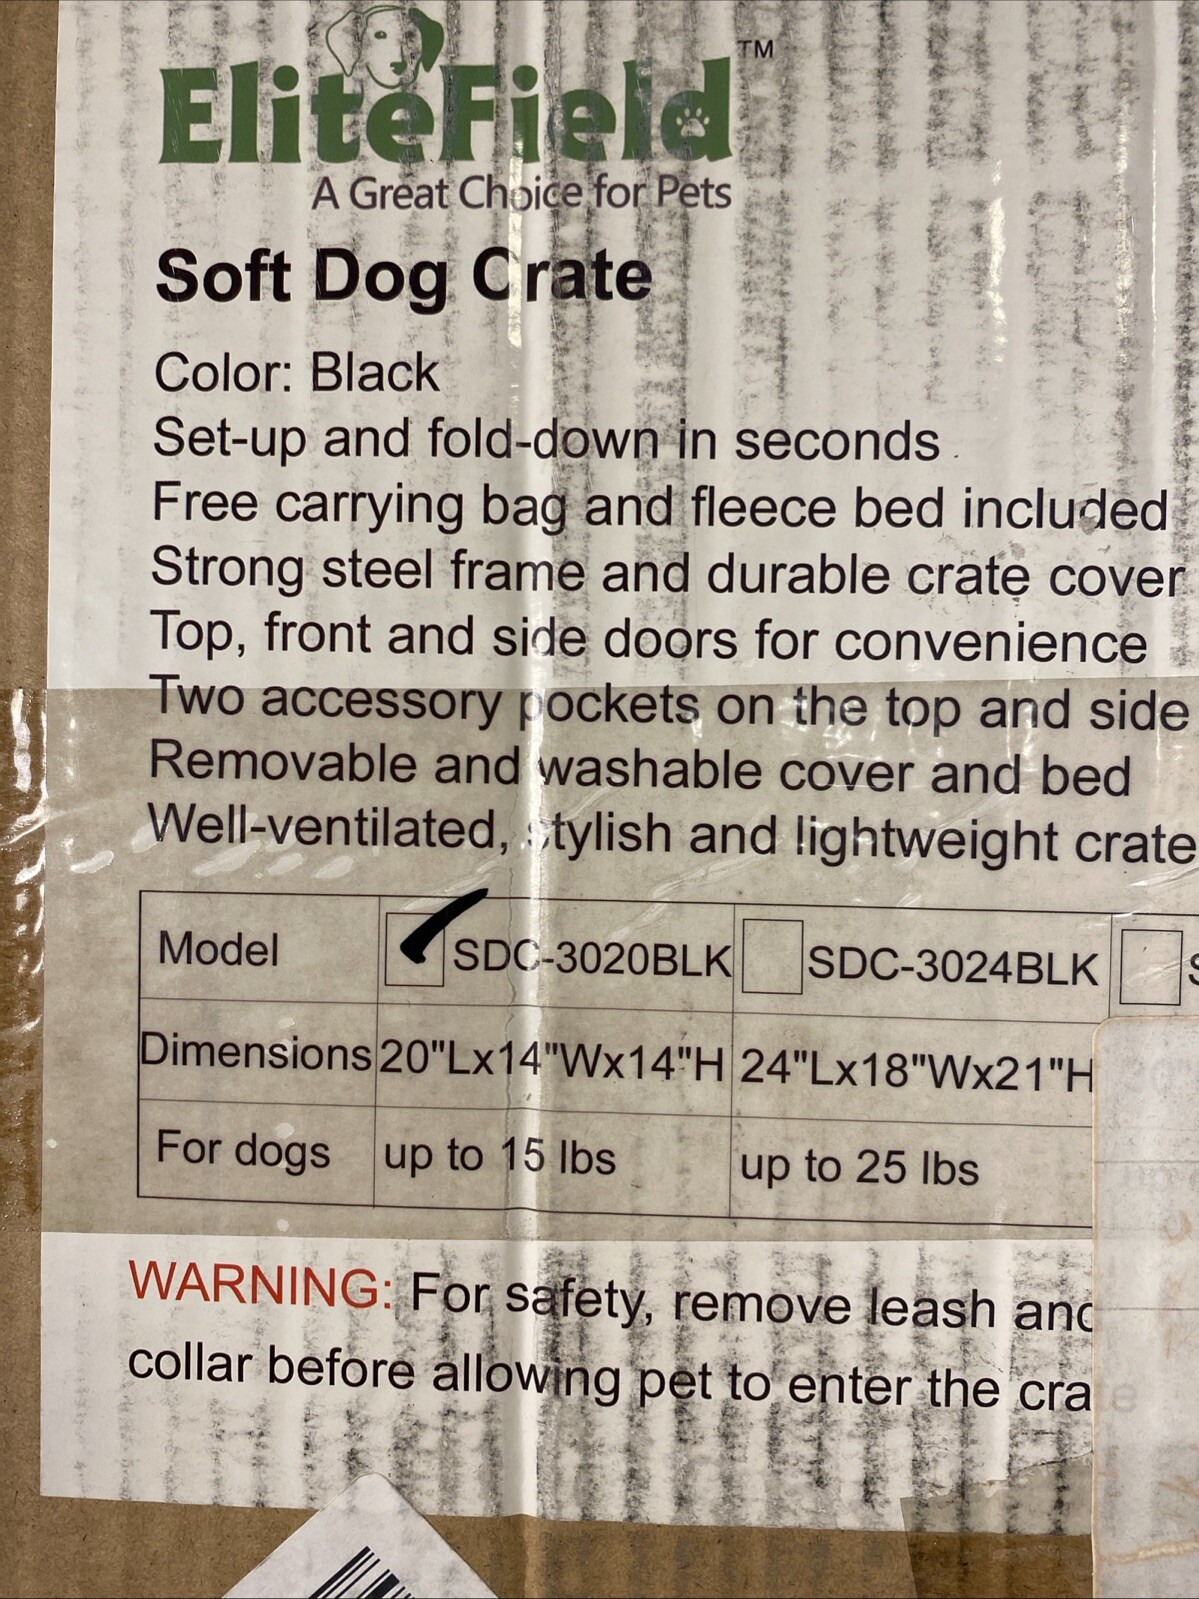 EliteField™
A Great Choice for Pets
Soft Dog Crate
Color: Black
Set-up and fold-down in seconds
Free carrying bag and fleece bed included
Strong steel frame and durable crate cover
Top, front and side doors for convenience
Two accessory pockets on the top and side
Removable and washable cover and bed
Well-ventilated, stylish and lightweight crate
Model SDC-3020BLK SDC-3024BLK S
Dimensions 20"Lx14"Wx14"H 24"Lx18"Wx21"H
For dogs up to 15 lbs up to 25 lbs
WARNING: For safety, remove leash and
collar before allowing pet to enter the crate